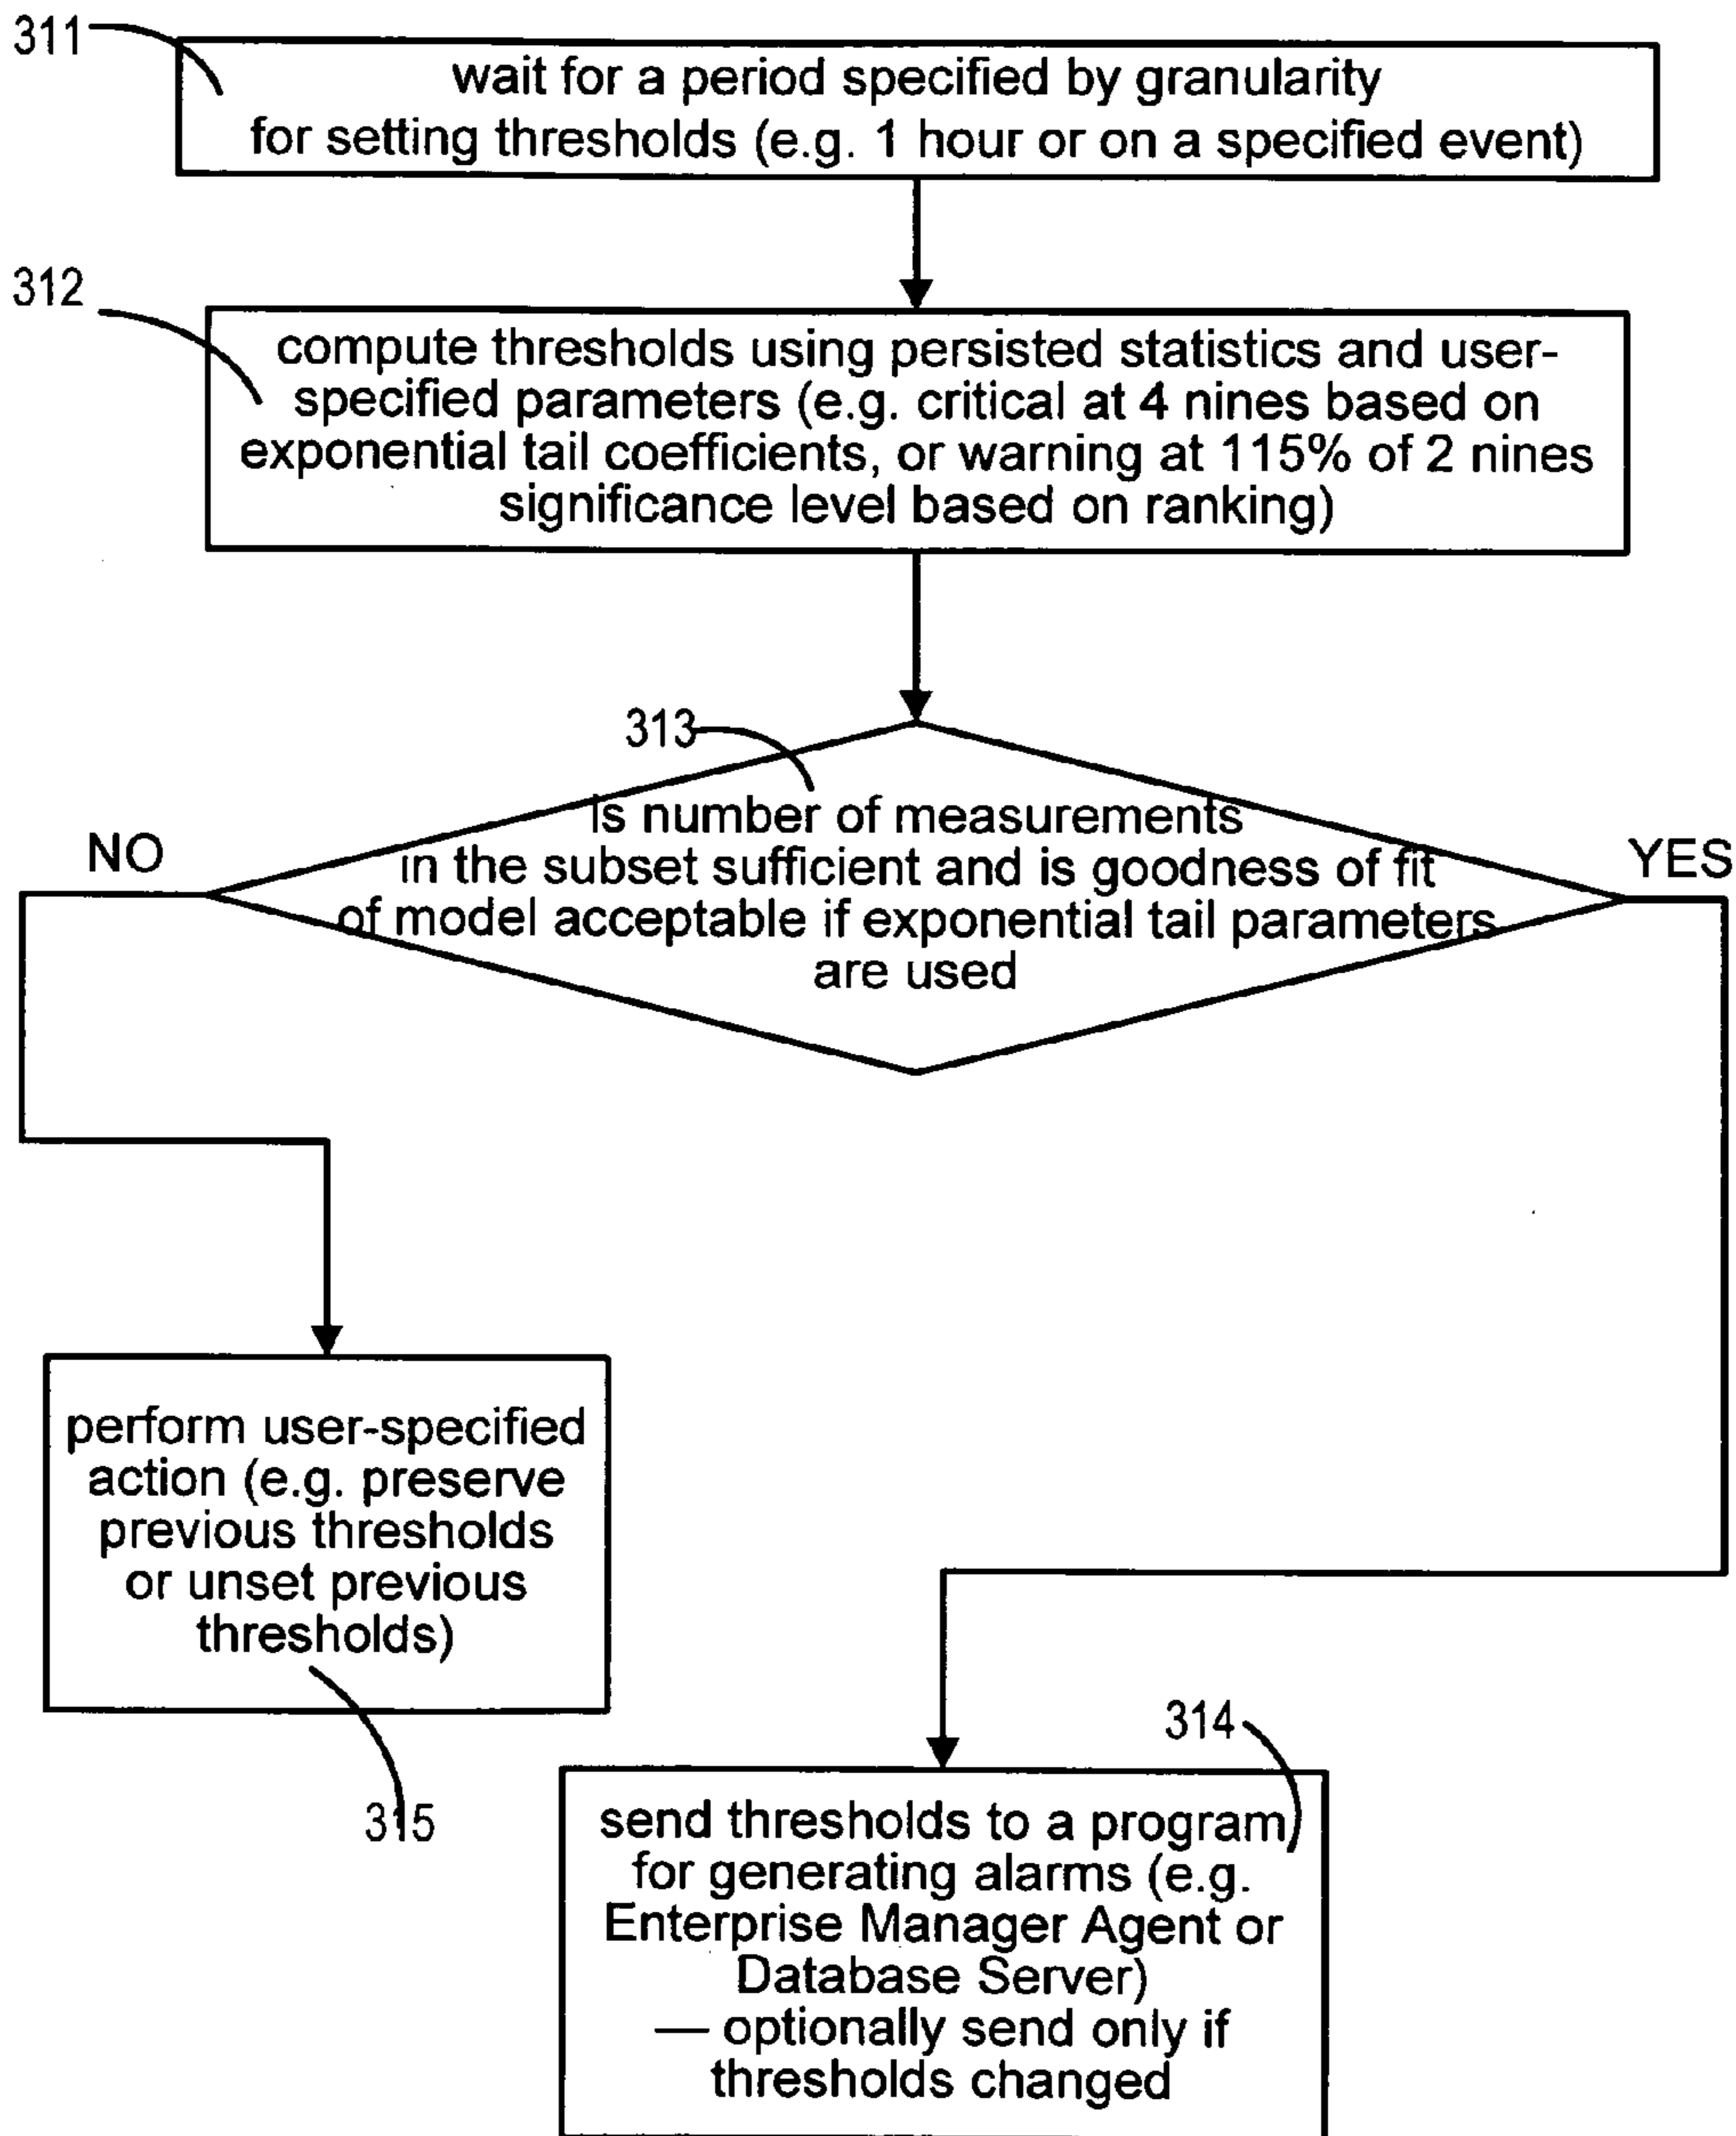 311
wait for a period specified by granularity
for setting thresholds (e.g. 1 hour or on a specified event)
312
compute thresholds using persisted statistics and user-
specified parameters (e.g. critical at 4 nines based on
exponential tail coefficients, or warning at 115% of 2 nines
significance level based on ranking)
313
is number of measurements
in the subset sufficient and is goodness of fit
of model acceptable if exponential tail parameters
are used
NO
YES
perform user-specified
action (e.g. preserve
previous thresholds
or unset previous
thresholds)
315
314
send thresholds to a program
for generating alarms (e.g.
Enterprise Manager Agent or
Database Server)
— optionally send only if
thresholds changed